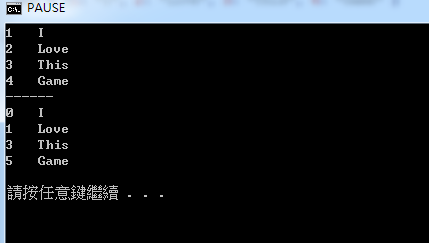 PAUSE
1 I
2 Love
3 This
4 Game
------
0 I
1 Love
3 This
5 Game
請按任意鍵繼續 . . .